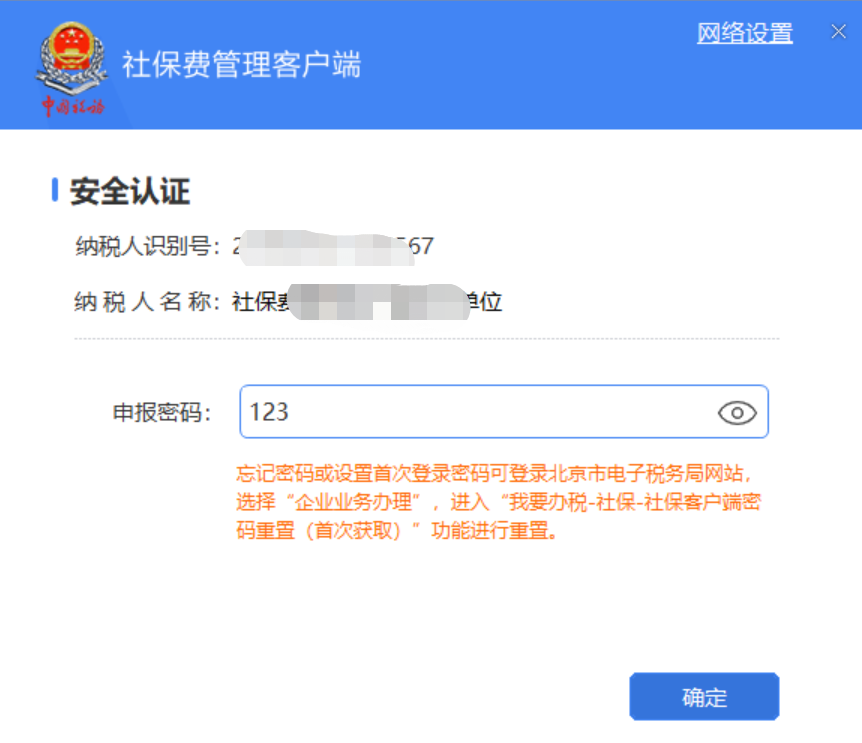 网络设置
社保费管理客户端
中国税务
安全认证
纳税人识别号：2 567
纳税人名称：社保费 单位
申报密码：123
忘记密码或设置首次登录密码可登录北京市电子税务局网站，
选择“企业业务办理”，进入“我要办税-社保-社保客户端密
码重置（首次获取）”功能进行重置。
确定